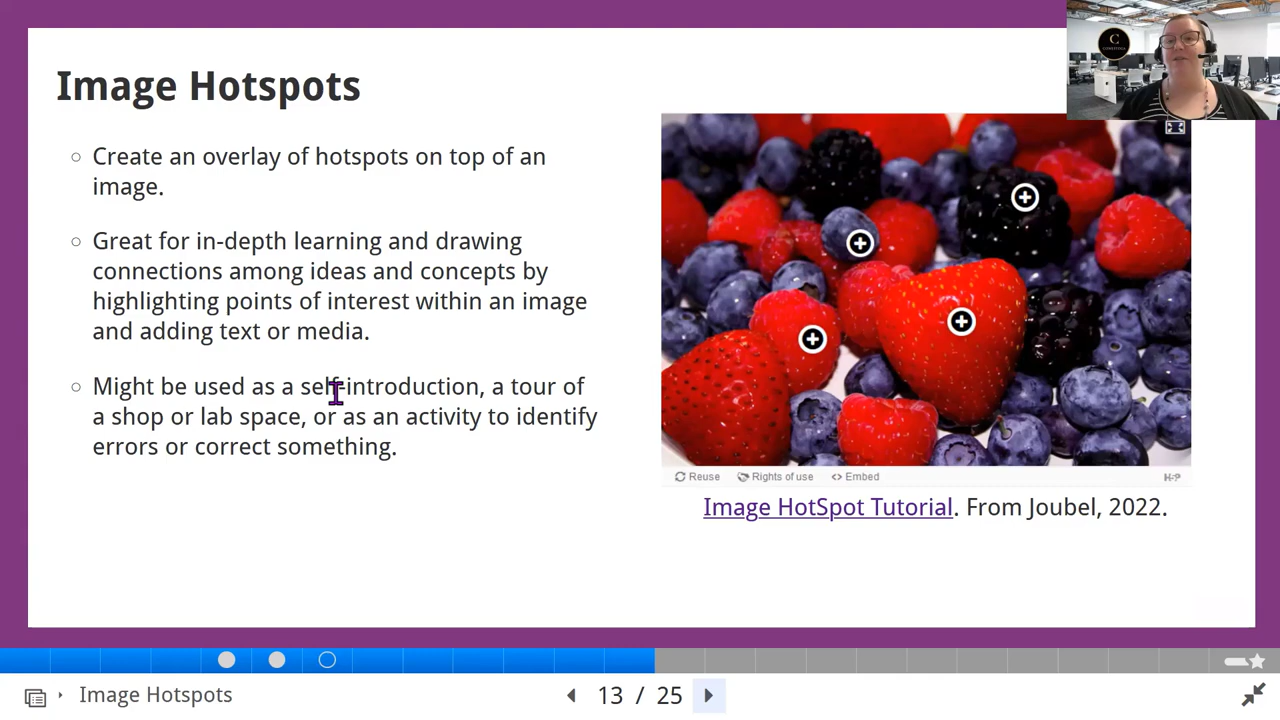 Image Hotspots
Create an overlay of hotspots on top of an
image.
Great for in-depth learning and drawing
connections among ideas and concepts by
highlighting points of interest within an image
and adding text or media.
Might be used as a self-introduction, a tour of
a shop or lab space, or as an activity to identify
errors or correct something.
C
CONESTOGA
Reuse Rights of use <> Embed H-P
Image HotSpot Tutorial. From Joubel, 2022.
Image Hotspots
13 / 25